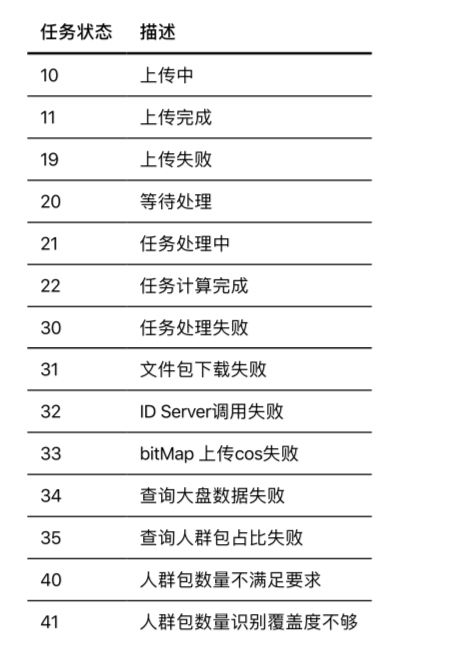 任务状态 描述
10 上传中
11 上传完成
19 上传失败
20 等待处理
21 任务处理中
22 任务计算完成
30 任务处理失败
31 文件包下载失败
32 ID Server调用失败
33 bitMap 上传cos失败
34 查询大盘数据失败
35 查询人群包占比失败
40 人群包数量不满足要求
41 人群包数量识别覆盖度不够